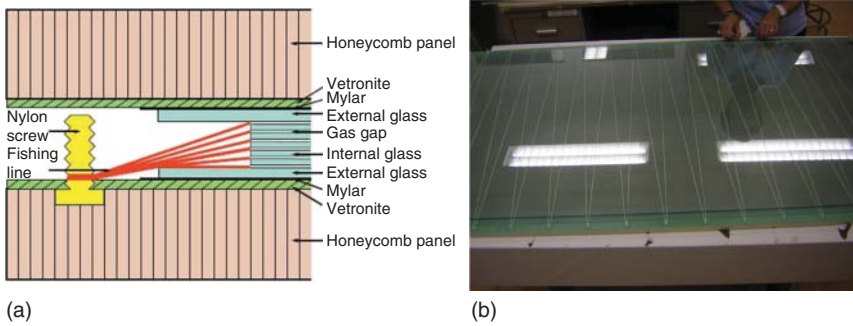 Honeycomb panel
Vetronite
Mylar
Nylon
screw
External glass
Gas gap
Fishing
line
Internal glass
External glass
Mylar
Vetronite
Honeycomb panel
(a)
(b)